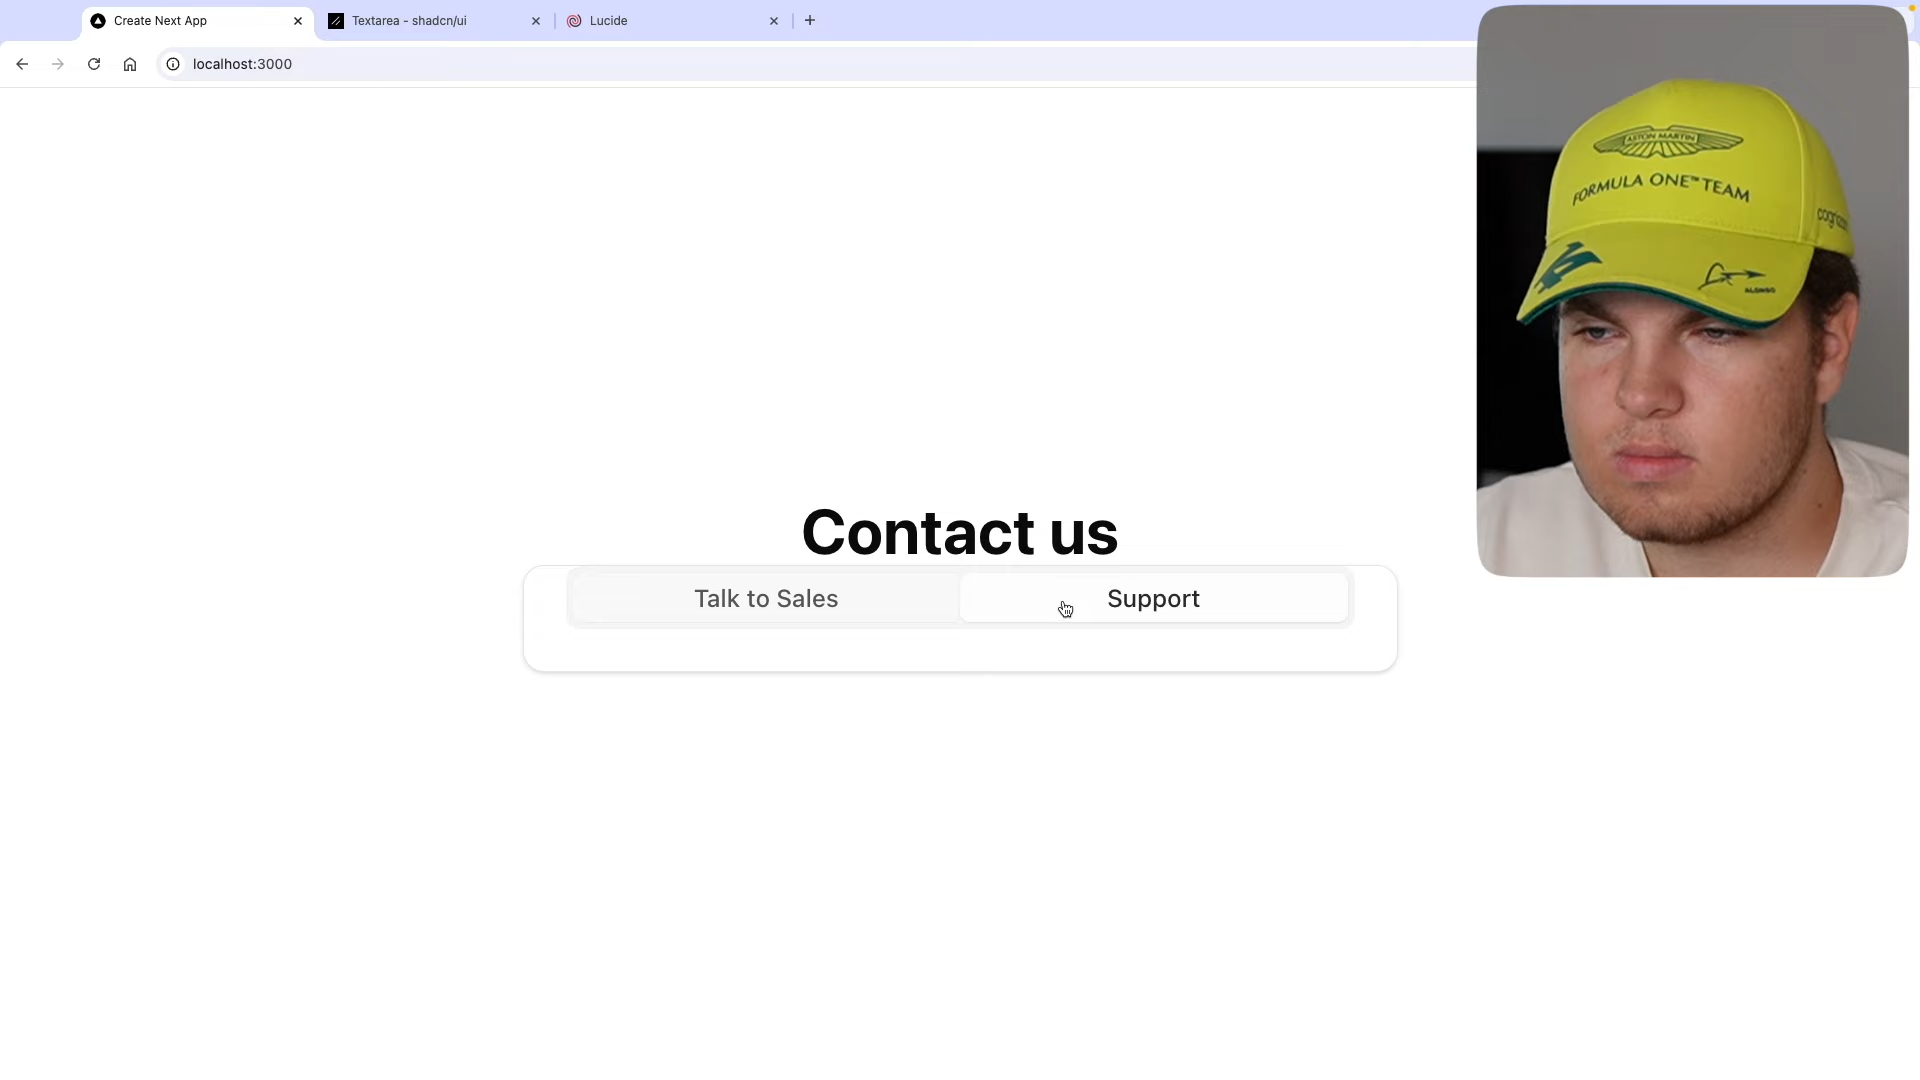 Create Next App
Textarea - shadcn/ui
Lucide
localhost:3000
ASTON MARTIN
FORMULA ONE™ TEAM
ALONSO
Contact us
Talk to Sales
Support